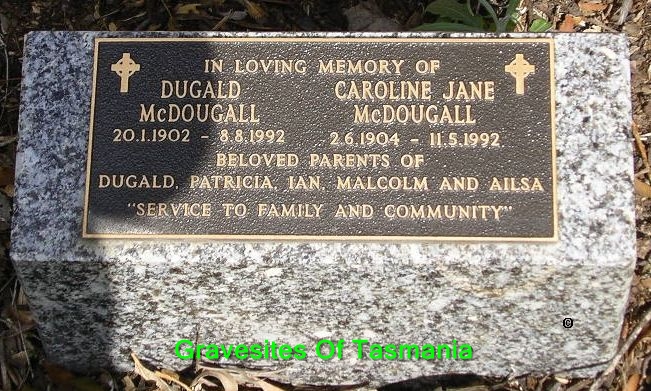 IN LOVING MEMORY OF
DUGALD CAROLINE JANE
McDOUGALL McDOUGALL
20.1.1902 - 8.8.1992 2.6.1904 - 11.5.1992
BELOVED PARENTS OF
DUGALD, PATRICIA, IAN, MALCOLM AND AILSA
"SERVICE TO FAMILY AND COMMUNITY"
©
Gravesites Of Tasmania